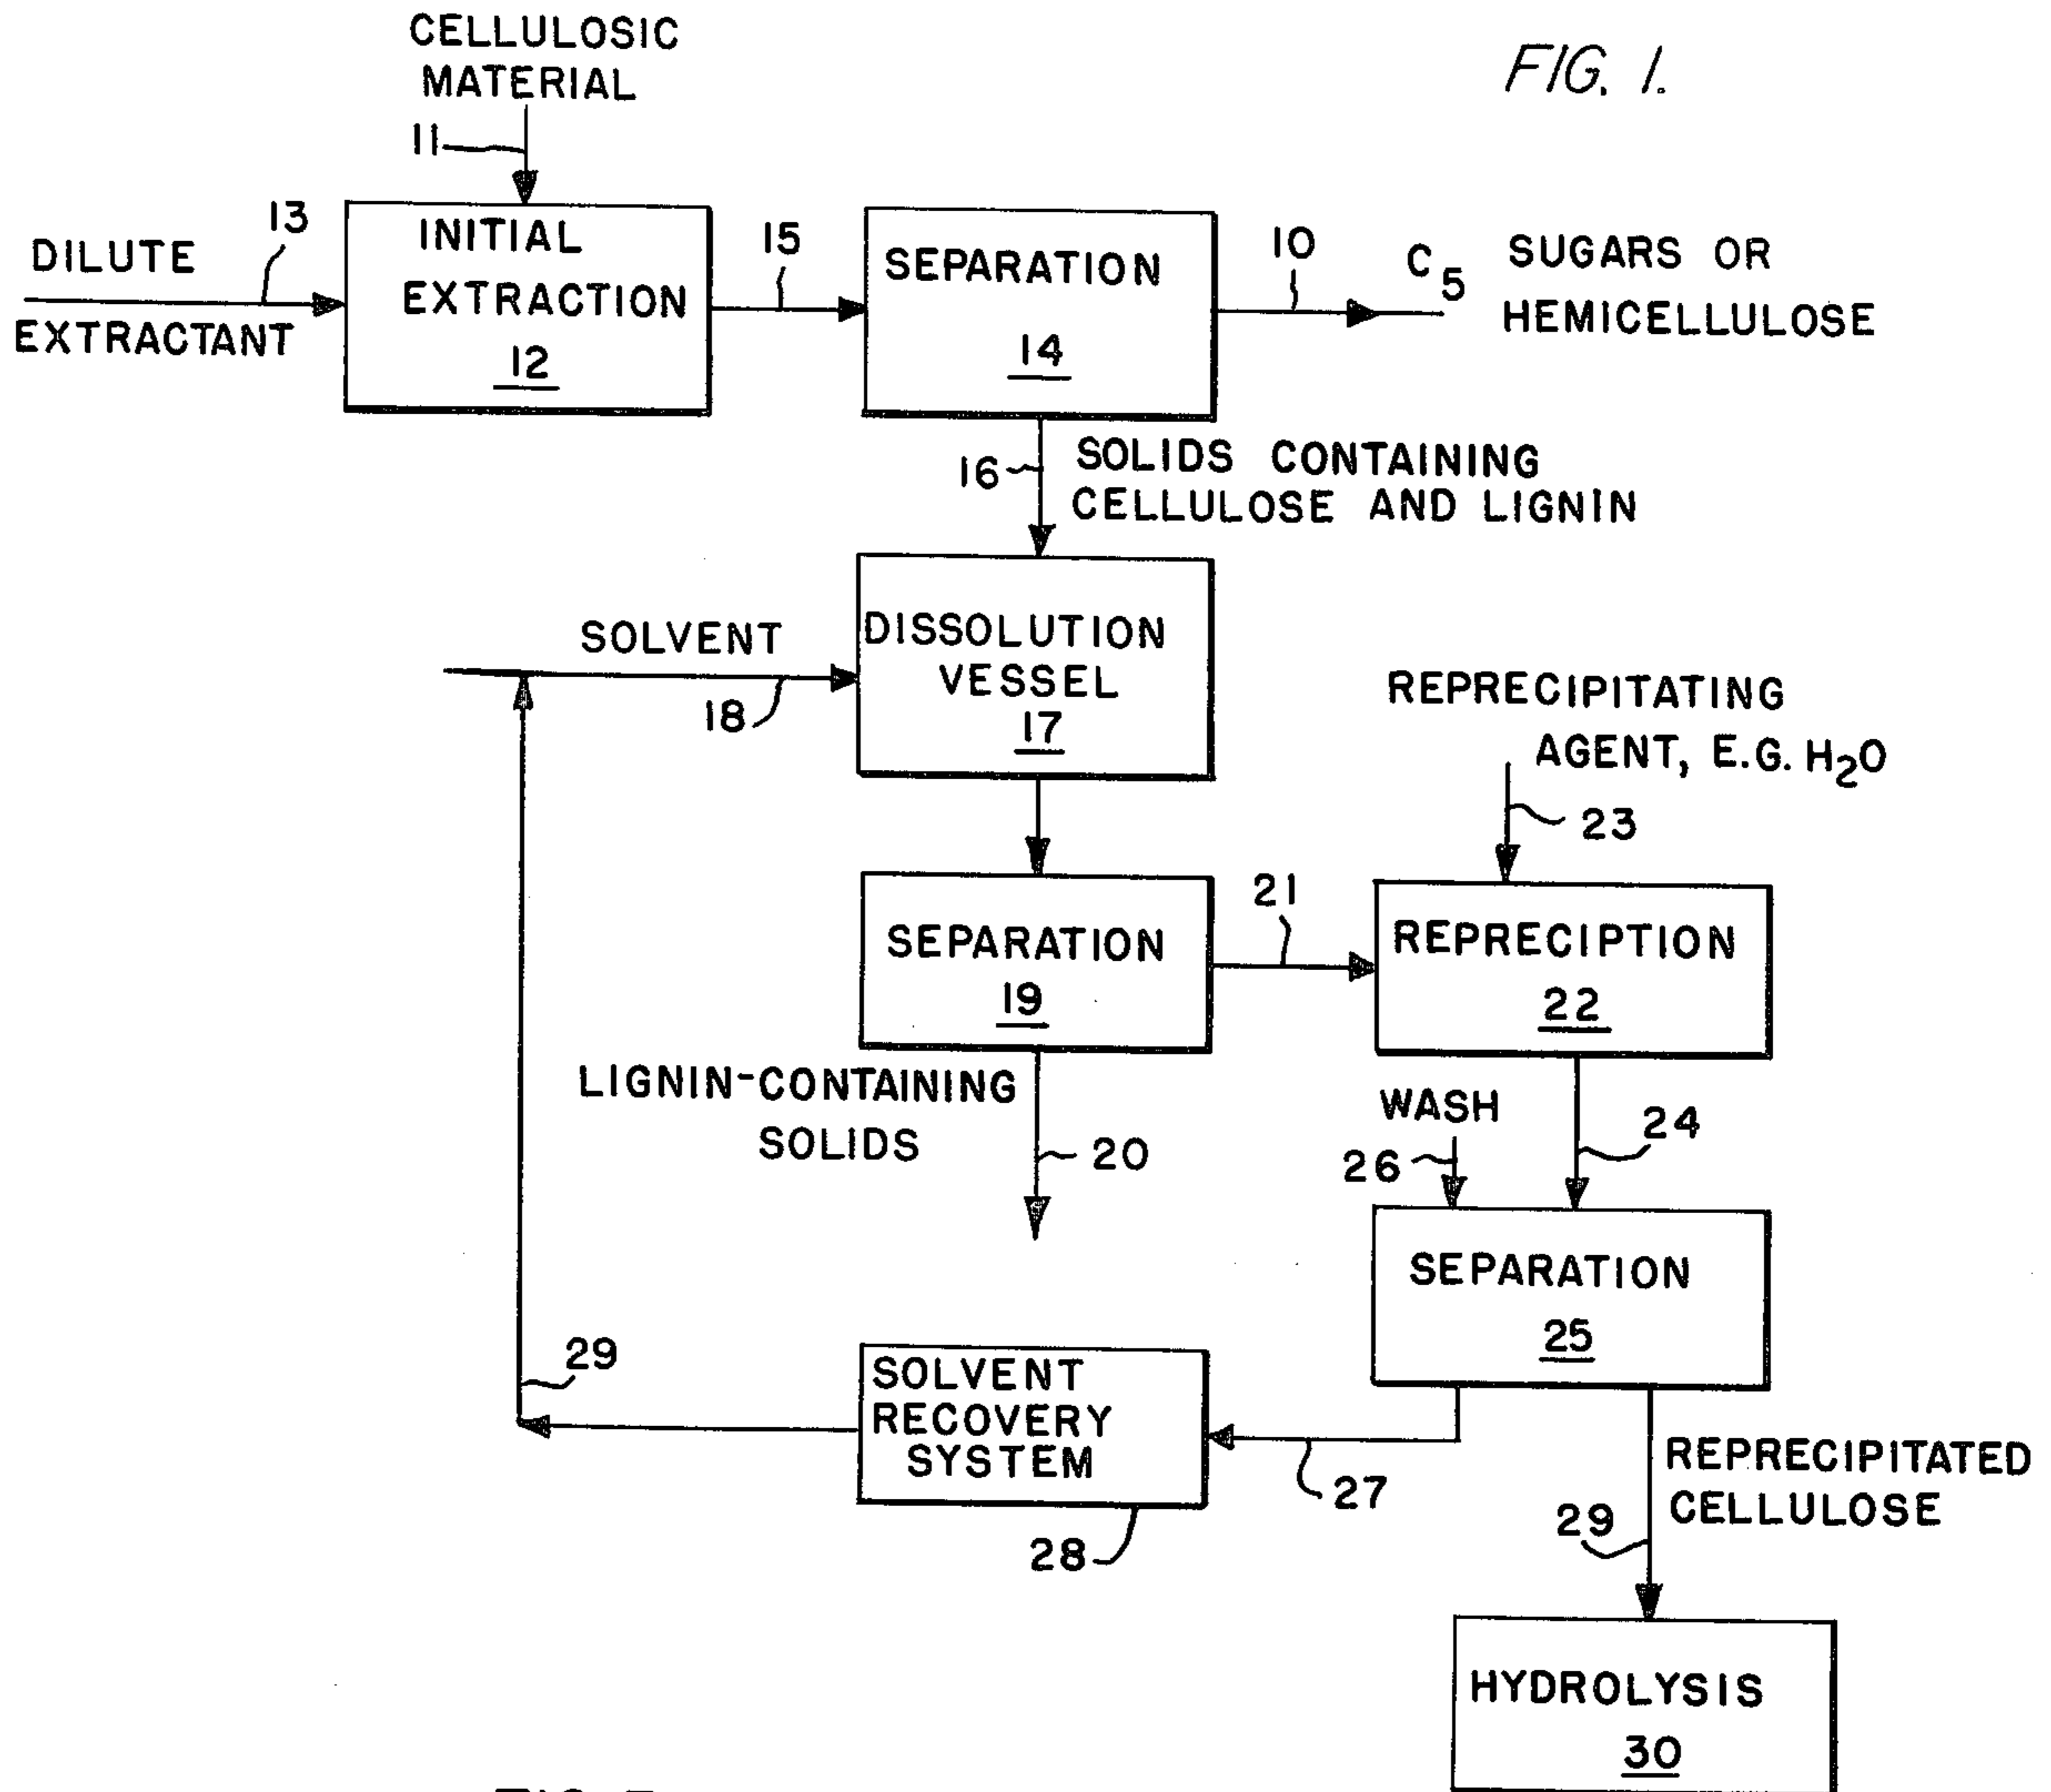 CELLULOSIC
MATERIAL
FIG. 1.
11
13
DILUTE
EXTRACTANT
INITIAL
EXTRACTION
12
15
SEPARATION
14
10
C5 SUGARS OR
HEMICELLULOSE
16
SOLIDS CONTAINING
CELLULOSE AND LIGNIN
SOLVENT
18
DISSOLUTION
VESSEL
17
REPRECIPITATING
AGENT, E.G. H2O
23
SEPARATION
19
21
REPRECIPTION
22
LIGNIN-CONTAINING
SOLIDS
20
WASH
26
24
SEPARATION
25
29
SOLVENT
RECOVERY
SYSTEM
28
27
REPRECIPITATED
CELLULOSE
29
HYDROLYSIS
30